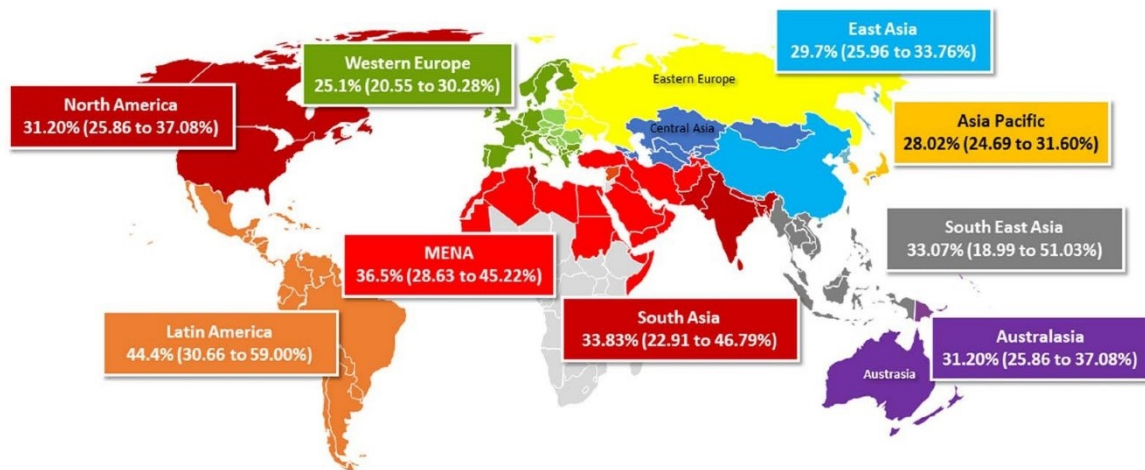 East Asia
29.7% (25.96 to 33.76%)
Western Europe
25.1% (20.55 to 30.28%)
Eastern Europe
North America
31.20% (25.86 to 37.08%)
Central Asia
Asia Pacific
28.02% (24.69 to 31.60%)
South East Asia
33.07% (18.99 to 51.03%)
MENA
36.5% (28.63 to 45.22%)
South Asia
33.83% (22.91 to 46.79%)
Latin America
44.4% (30.66 to 59.00%)
Australasia
31.20% (25.86 to 37.08%)
Austrasia